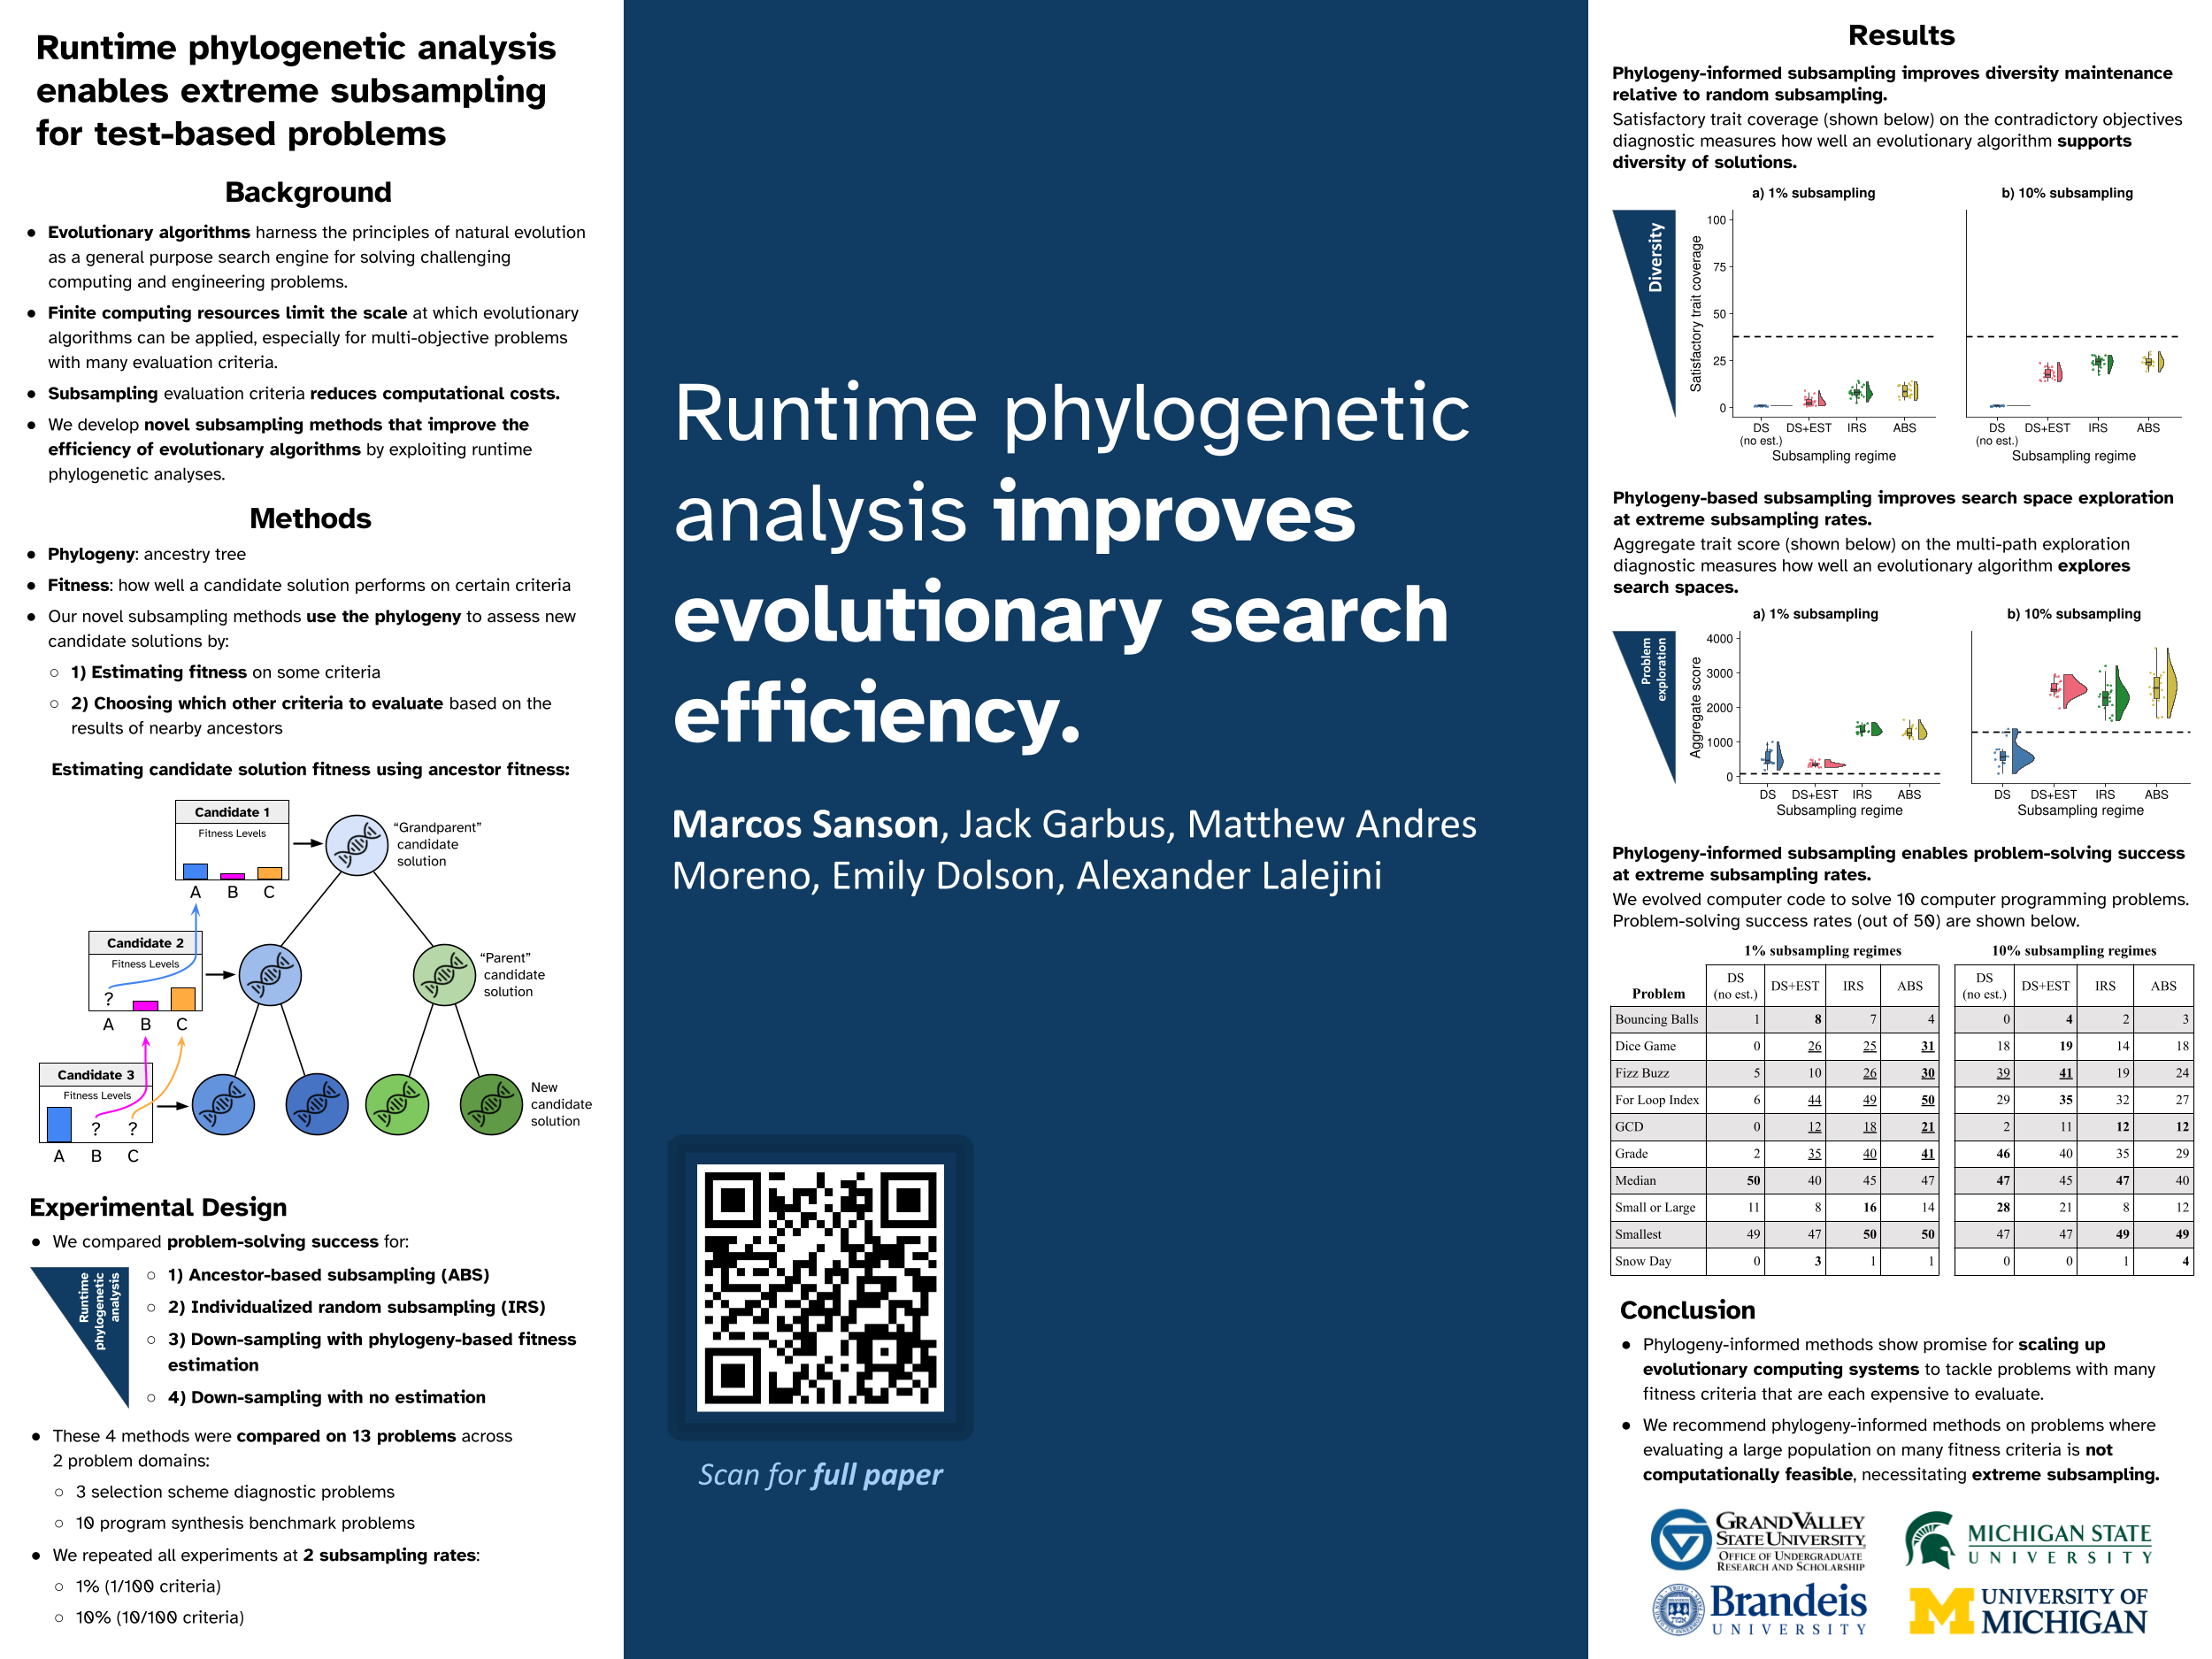 Runtime phylogenetic analysis
enables extreme subsampling
for test-based problems
Background
● Evolutionary algorithms harness the principles of natural evolution
as a general purpose search engine for solving challenging
computing and engineering problems.
● Finite computing resources limit the scale at which evolutionary
algorithms can be applied, especially for multi-objective problems
with many evaluation criteria.
● Subsampling evaluation criteria reduces computational costs.
● We develop novel subsampling methods that improve the
efficiency of evolutionary algorithms by exploiting runtime
phylogenetic analyses.
Methods
● Phylogeny: ancestry tree
● Fitness: how well a candidate solution performs on certain criteria
● Our novel subsampling methods use the phylogeny to assess new
candidate solutions by:
○ 1) Estimating fitness on some criteria
○ 2) Choosing which other criteria to evaluate based on the
results of nearby ancestors
Estimating candidate solution fitness using ancestor fitness:
Candidate 1
Fitness Levels
A B C
“Grandparent”
candidate
solution
Candidate 2
Fitness Levels
?
A B C
“Parent”
candidate
solution
Candidate 3
Fitness Levels
? ?
A B C
New
candidate
solution
Experimental Design
● We compared problem-solving success for:
Runtime
phylogenetic
analysis
○ 1) Ancestor-based subsampling (ABS)
○ 2) Individualized random subsampling (IRS)
○ 3) Down-sampling with phylogeny-based fitness
estimation
○ 4) Down-sampling with no estimation
● These 4 methods were compared on 13 problems across
2 problem domains:
○ 3 selection scheme diagnostic problems
○ 10 program synthesis benchmark problems
● We repeated all experiments at 2 subsampling rates:
○ 1% (1/100 criteria)
○ 10% (10/100 criteria)
Runtime phylogenetic
analysis improves
evolutionary search
efficiency.
Marcos Sanson, Jack Garbus, Matthew Andres
Moreno, Emily Dolson, Alexander Lalejini
Scan for full paper
Results
Phylogeny-informed subsampling improves diversity maintenance
relative to random subsampling.
Satisfactory trait coverage (shown below) on the contradictory objectives
diagnostic measures how well an evolutionary algorithm supports
diversity of solutions.
Diversity
a) 1% subsampling
b) 10% subsampling
Satisfactory trait coverage
100
75
50
25
0
DS (no est.) DS+EST IRS ABS
Subsampling regime
DS (no est.) DS+EST IRS ABS
Subsampling regime
Phylogeny-based subsampling improves search space exploration
at extreme subsampling rates.
Aggregate trait score (shown below) on the multi-path exploration
diagnostic measures how well an evolutionary algorithm explores
search spaces.
Problem
exploration
a) 1% subsampling
b) 10% subsampling
Aggregate score
4000
3000
2000
1000
0
DS DS+EST IRS ABS
Subsampling regime
DS DS+EST IRS ABS
Subsampling regime
Phylogeny-informed subsampling enables problem-solving success
at extreme subsampling rates.
We evolved computer code to solve 10 computer programming problems.
Problem-solving success rates (out of 50) are shown below.
1% subsampling regimes 10% subsampling regimes
Problem DS (no est.) DS+EST IRS ABS DS (no est.) DS+EST IRS ABS
Bouncing Balls 1 8 7 4 0 4 2 3
Dice Game 0 26 25 31 18 19 14 18
Fizz Buzz 5 10 26 30 39 41 19 24
For Loop Index 6 44 49 50 29 35 32 27
GCD 0 12 18 21 2 11 12 12
Grade 2 35 40 41 46 40 35 29
Median 50 40 45 47 47 45 47 40
Small or Large 11 8 16 14 28 21 8 12
Smallest 49 47 50 50 47 47 49 49
Snow Day 0 3 1 1 0 0 1 4
Conclusion
● Phylogeny-informed methods show promise for scaling up
evolutionary computing systems to tackle problems with many
fitness criteria that are each expensive to evaluate.
● We recommend phylogeny-informed methods on problems where
evaluating a large population on many fitness criteria is not
computationally feasible, necessitating extreme subsampling.
GRAND VALLEY
STATE UNIVERSITY
OFFICE OF UNDERGRADUATE
RESEARCH AND SCHOLARSHIP
MICHIGAN STATE
UNIVERSITY
Brandeis
UNIVERSITY
M UNIVERSITY OF
MICHIGAN